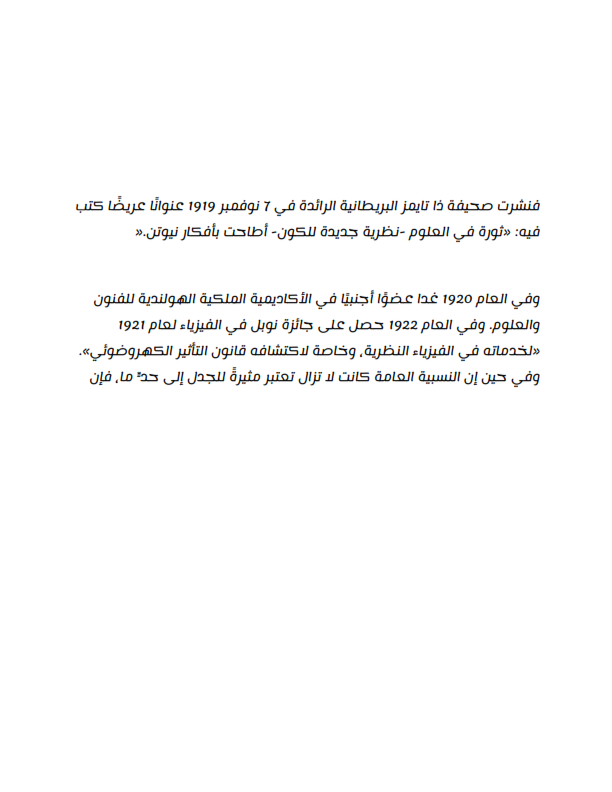 فنشرت صحيفة ذا تايمز البريطانية الرائدة في 7 نوفمبر 1919 عنوانًا عريضًا كتب
فيه: «ثورة في العلوم -نظرية جديدة للكون- أطاحت بأفكار نيوتن.«
وفي العام 1920 غدا عضوًا أجنبيًا في الأكاديمية الملكية الهولندية للفنون
والعلوم. وفي العام 1922 حصل على جائزة نوبل في الفيزياء لعام 1921
«لخدماته في الفيزياء النظرية، وخاصة لاكتشافه قانون التأثير الكهروضوئي».
وفي حين إن النسبية العامة كانت لا تزال تعتبر مثيرةً للجدل إلى حدٍّ ما، فإن